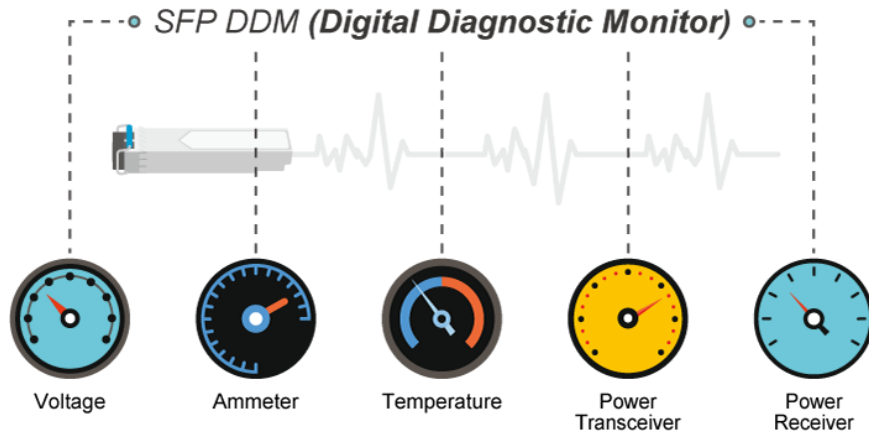 SFP DDM (Digital Diagnostic Monitor)
Voltage
Ammeter
Temperature
Power
Transceiver
Power
Receiver